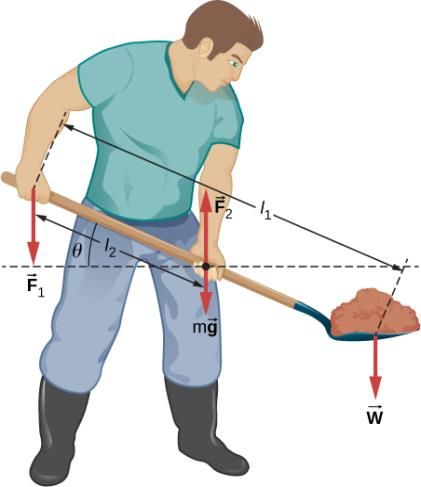 F⃗₂
l₁
l₂
θ
F⃗₁
mg⃗
W⃗